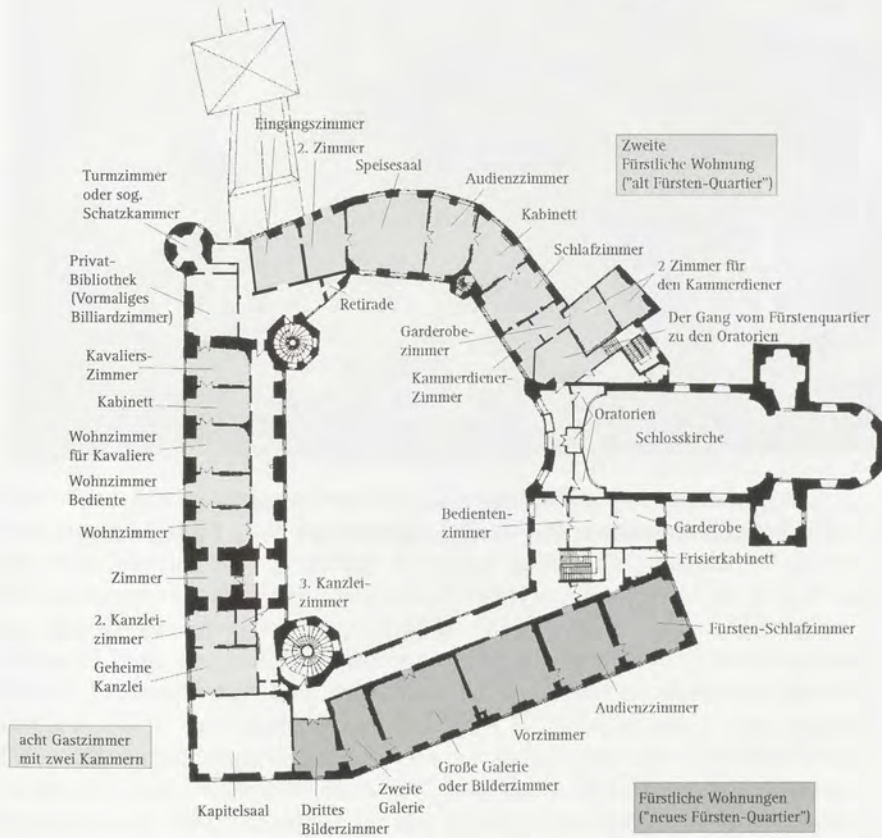 Eingangszimmer
2. Zimmer
Speisesaal
Zweite
Fürstliche Wohnung
("alt Fürsten-Quartier")
Turmzimmer
oder sog.
Schatzkammer
Audienzzimmer
Kabinett
Schlafzimmer
Privat-
Bibliothek
(Vormaliges
Billiardzimmer)
2 Zimmer für
den Kammerdiener
Retirade
Garderobe-
zimmer
Der Gang vom Fürstenquartier
zu den Oratorien
Kavaliers-
Zimmer
Kammerdiener-
Zimmer
Kabinett
Oratorien
Schlosskirche
Wohnzimmer
für Kavaliere
Wohnzimmer
Bediente
Bedienten-
zimmer
Garderobe
Wohnzimmer
Frisierkabinett
Zimmer
3. Kanzlei-
zimmer
2. Kanzlei-
zimmer
Fürsten-Schlafzimmer
Geheime
Kanzlei
Audienzzimmer
acht Gastzimmer
mit zwei Kammern
Vorzimmer
Große Galerie
oder Bilderzimmer
Zweite
Galerie
Kapitelsaal
Drittes
Bilderzimmer
Fürstliche Wohnungen
("neues Fürsten-Quartier")